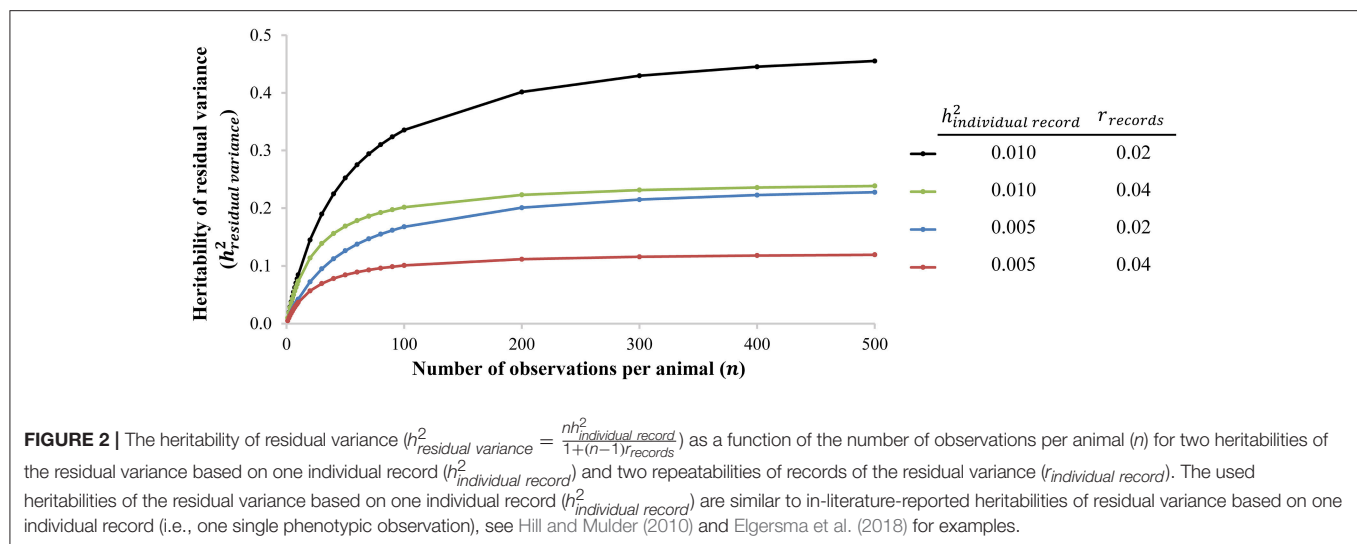 0.5
0.4
0.3
0.2
0.1
0.0
Heritability of residual variance
(h²residual variance)
0 100 200 300 400 500
Number of observations per animal (n)
h²individual record r records
0.010 0.02
0.010 0.04
0.005 0.02
0.005 0.04
FIGURE 2 | The heritability of residual variance (h²residual variance = nh²individual record / 1+(n−1)r records) as a function of the number of observations per animal (n) for two heritabilities of
the residual variance based on one individual record (h²individual record) and two repeatabilities of records of the residual variance (r individual record). The used
heritabilities of the residual variance based on one individual record (h²individual record) are similar to in-literature-reported heritabilities of residual variance based on one
individual record (i.e., one single phenotypic observation), see Hill and Mulder (2010) and Elgersma et al. (2018) for examples.